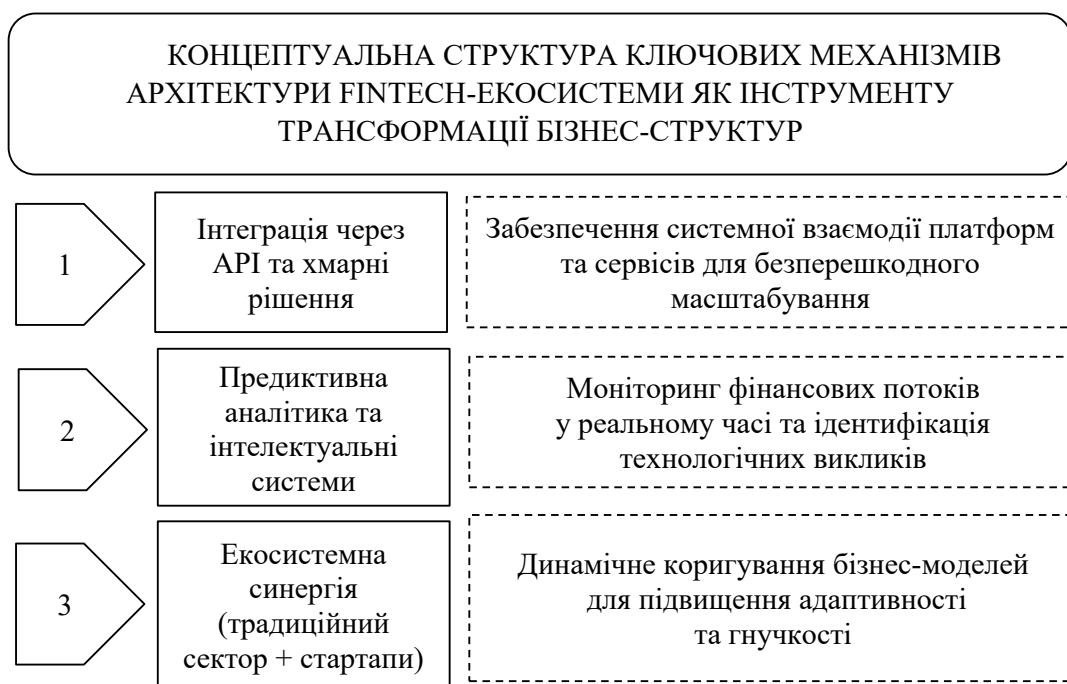 КОНЦЕПТУАЛЬНА СТРУКТУРА КЛЮЧОВИХ МЕХАНІЗМІВ
АРХІТЕКТУРИ FINTECH-ЕКОСИСТЕМИ ЯК ІНСТРУМЕНТУ
ТРАНСФОРМАЦІЇ БІЗНЕС-СТРУКТУР
1
Інтеграція через
API та хмарні
рішення
Забезпечення системної взаємодії платформ
та сервісів для безперешкодного
масштабування
2
Предиктивна
аналітика та
інтелектуальні
системи
Моніторинг фінансових потоків
у реальному часі та ідентифікація
технологічних викликів
3
Екосистемна
синергія
(традиційний
сектор + стартапи)
Динамічне коригування бізнес-моделей
для підвищення адаптивності
та гнучкості